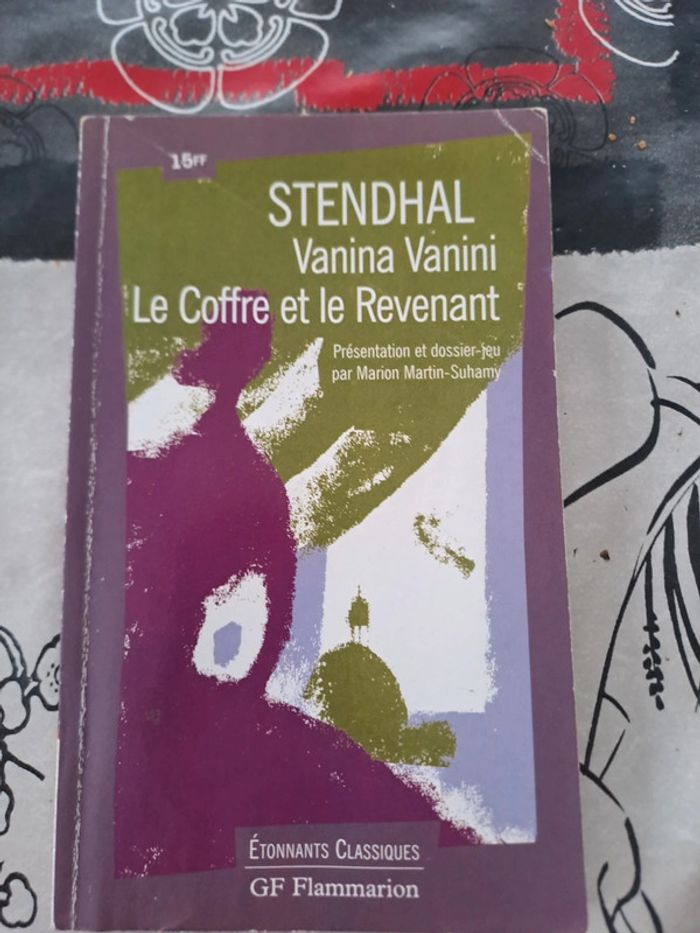 15FF
STENDHAL
Vanina Vanini
Le Coffre et le Revenant
Présentation et dossier-jeu
par Marion Martin-Suhamy
ÉTONNANTS CLASSIQUES
GF Flammarion